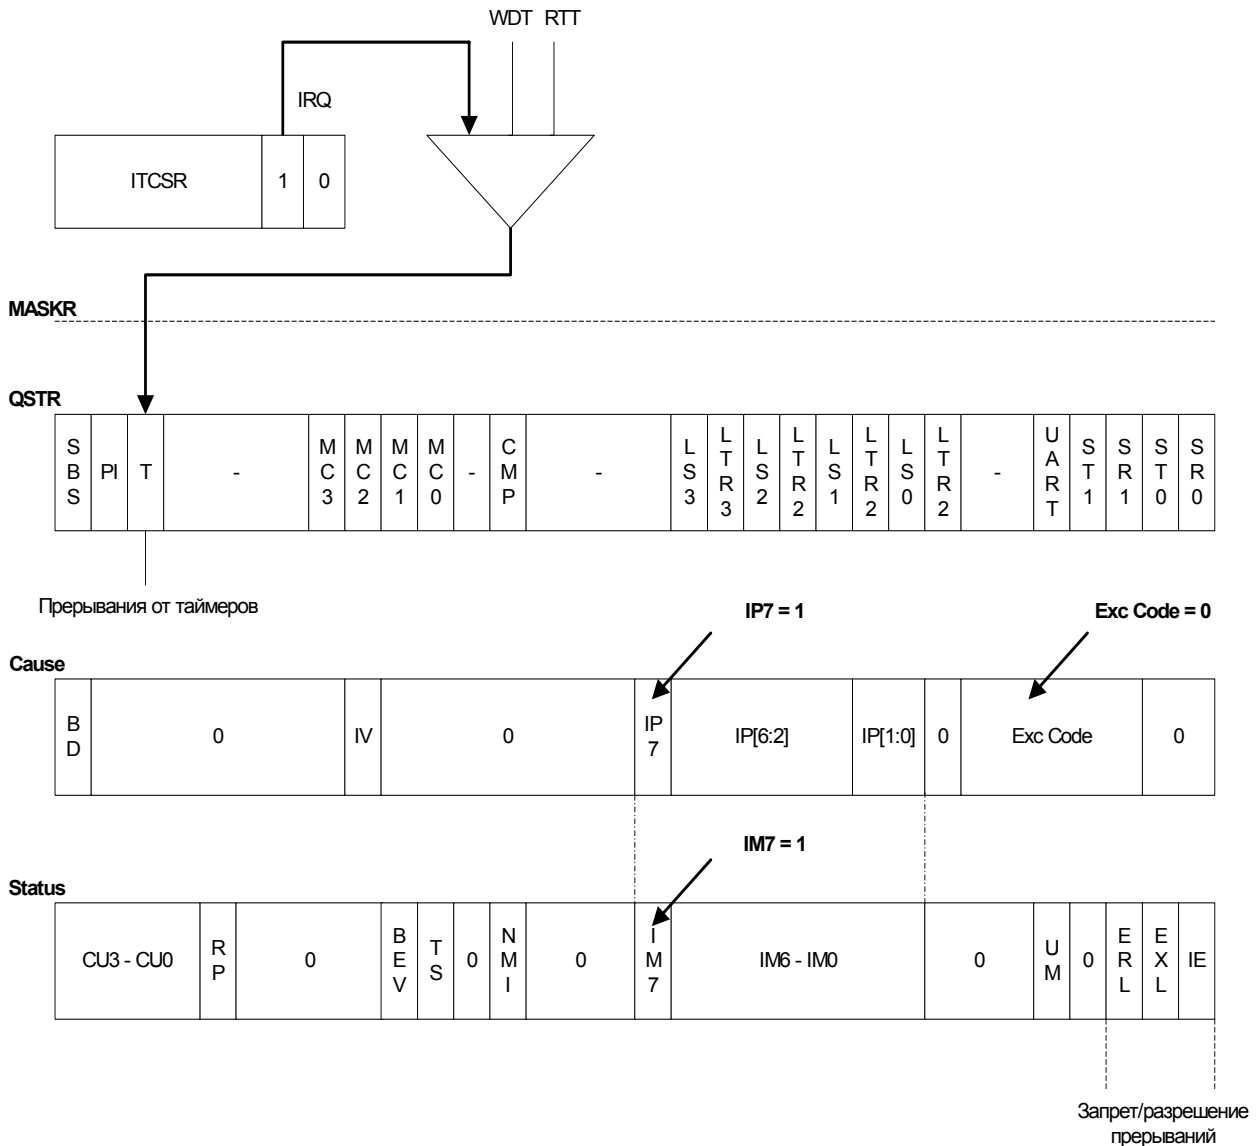 WDT RTT
IRQ
ITCSR 1 0
MASKR
QSTR
SBS PI T - MC3 MC2 MC1 MC0 - CMP - LS3 LTR3 LS2 LTR2 LS1 LTR2 LS0 LTR2 - UART ST1 SR1 ST0 SR0
Прерывания от таймеров
IP7 = 1 Exc Code = 0
Cause
BD 0 IV 0 IP7 IP[6:2] IP[1:0] 0 Exc Code 0
IM7 = 1
Status
CU3 - CU0 RP 0 BEV TS 0 NMI 0 IM7 IM6 - IM0 0 UM 0 ERL EXL IE
Запрет/разрешение
прерываний